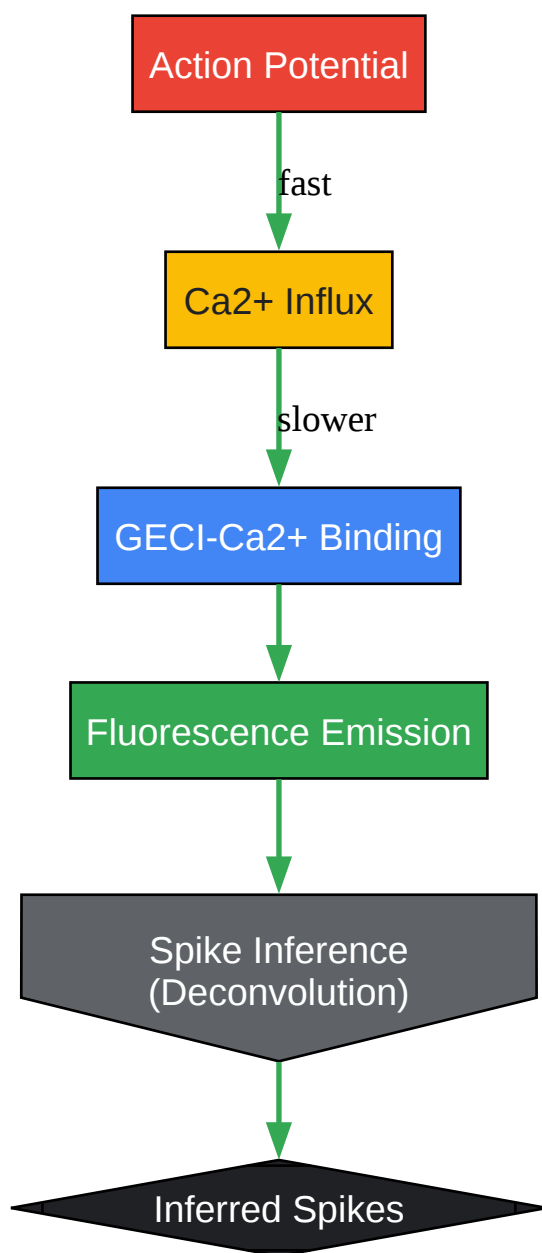 Action Potential
fast
Ca2+ Influx
slower
GECI-Ca2+ Binding
Fluorescence Emission
Spike Inference
(Deconvolution)
Inferred Spikes